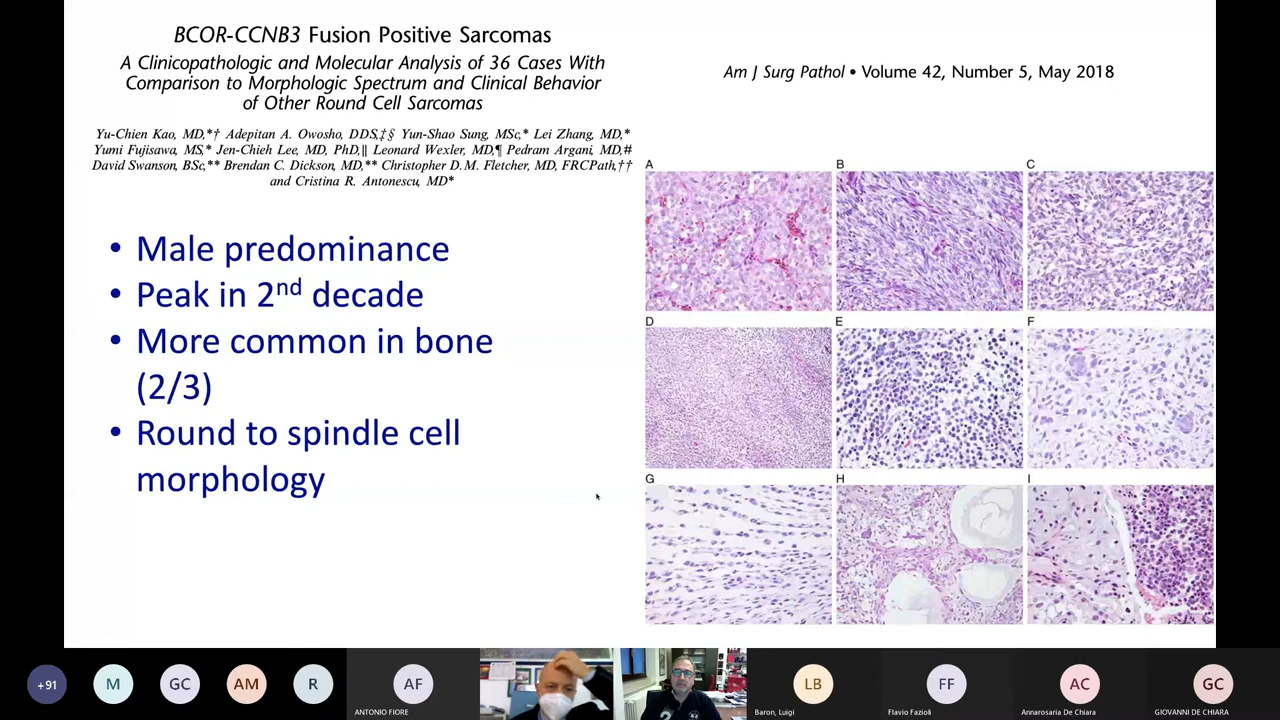 BCOR-CCNB3 Fusion Positive Sarcomas
A Clinicopathologic and Molecular Analysis of 36 Cases With
Comparison to Morphologic Spectrum and Clinical Behavior
of Other Round Cell Sarcomas
Yu-Chien Kao, MD,*† Adepitan A. Owosho, DDS,‡§ Yun-Shao Sung, MSc,* Lei Zhang, MD,*
Yumi Fujisawa, MS,* Jen-Chieh Lee, MD, PhD,∥ Leonard Wexler, MD,¶ Pedram Argani, MD,#
David Swanson, BSc,** Brendan C. Dickson, MD,** Christopher D. M. Fletcher, MD, FRCPath,††
and Cristina R. Antonescu, MD*
Am J Surg Pathol • Volume 42, Number 5, May 2018
• Male predominance
• Peak in 2nd decade
• More common in bone
(2/3)
• Round to spindle cell
morphology
A
B
C
D
E
F
G
H
I
+91
M
GC
AM
R
AF
ANTONIO FIORE
LB
Baron, Luigi
FF
Flavio Fazioli
AC
Annarosaria De Chiara
GC
GIOVANNI DE CHIARA